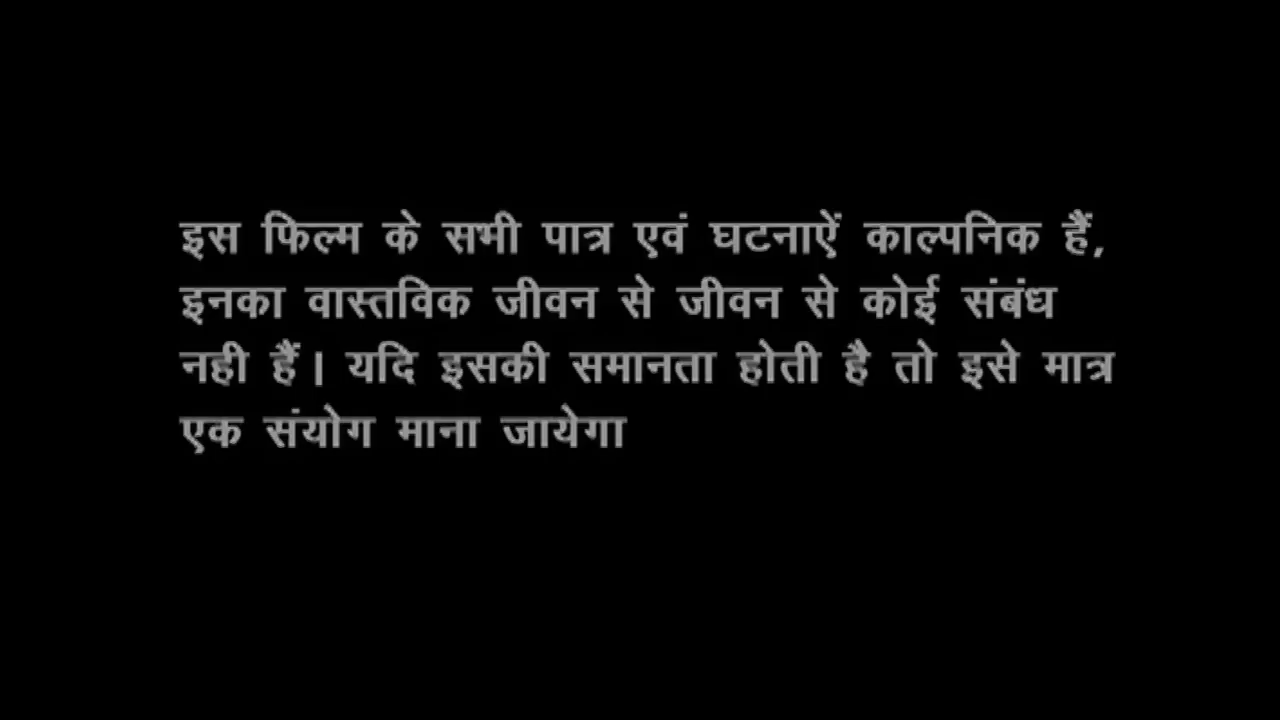 इस फिल्म के सभी पात्र एवं घटनाऐं काल्पनिक हैं,
इनका वास्तविक जीवन से जीवन से कोई संबंध
नही हैं। यदि इसकी समानता होती है तो इसे मात्र
एक संयोग माना जायेगा